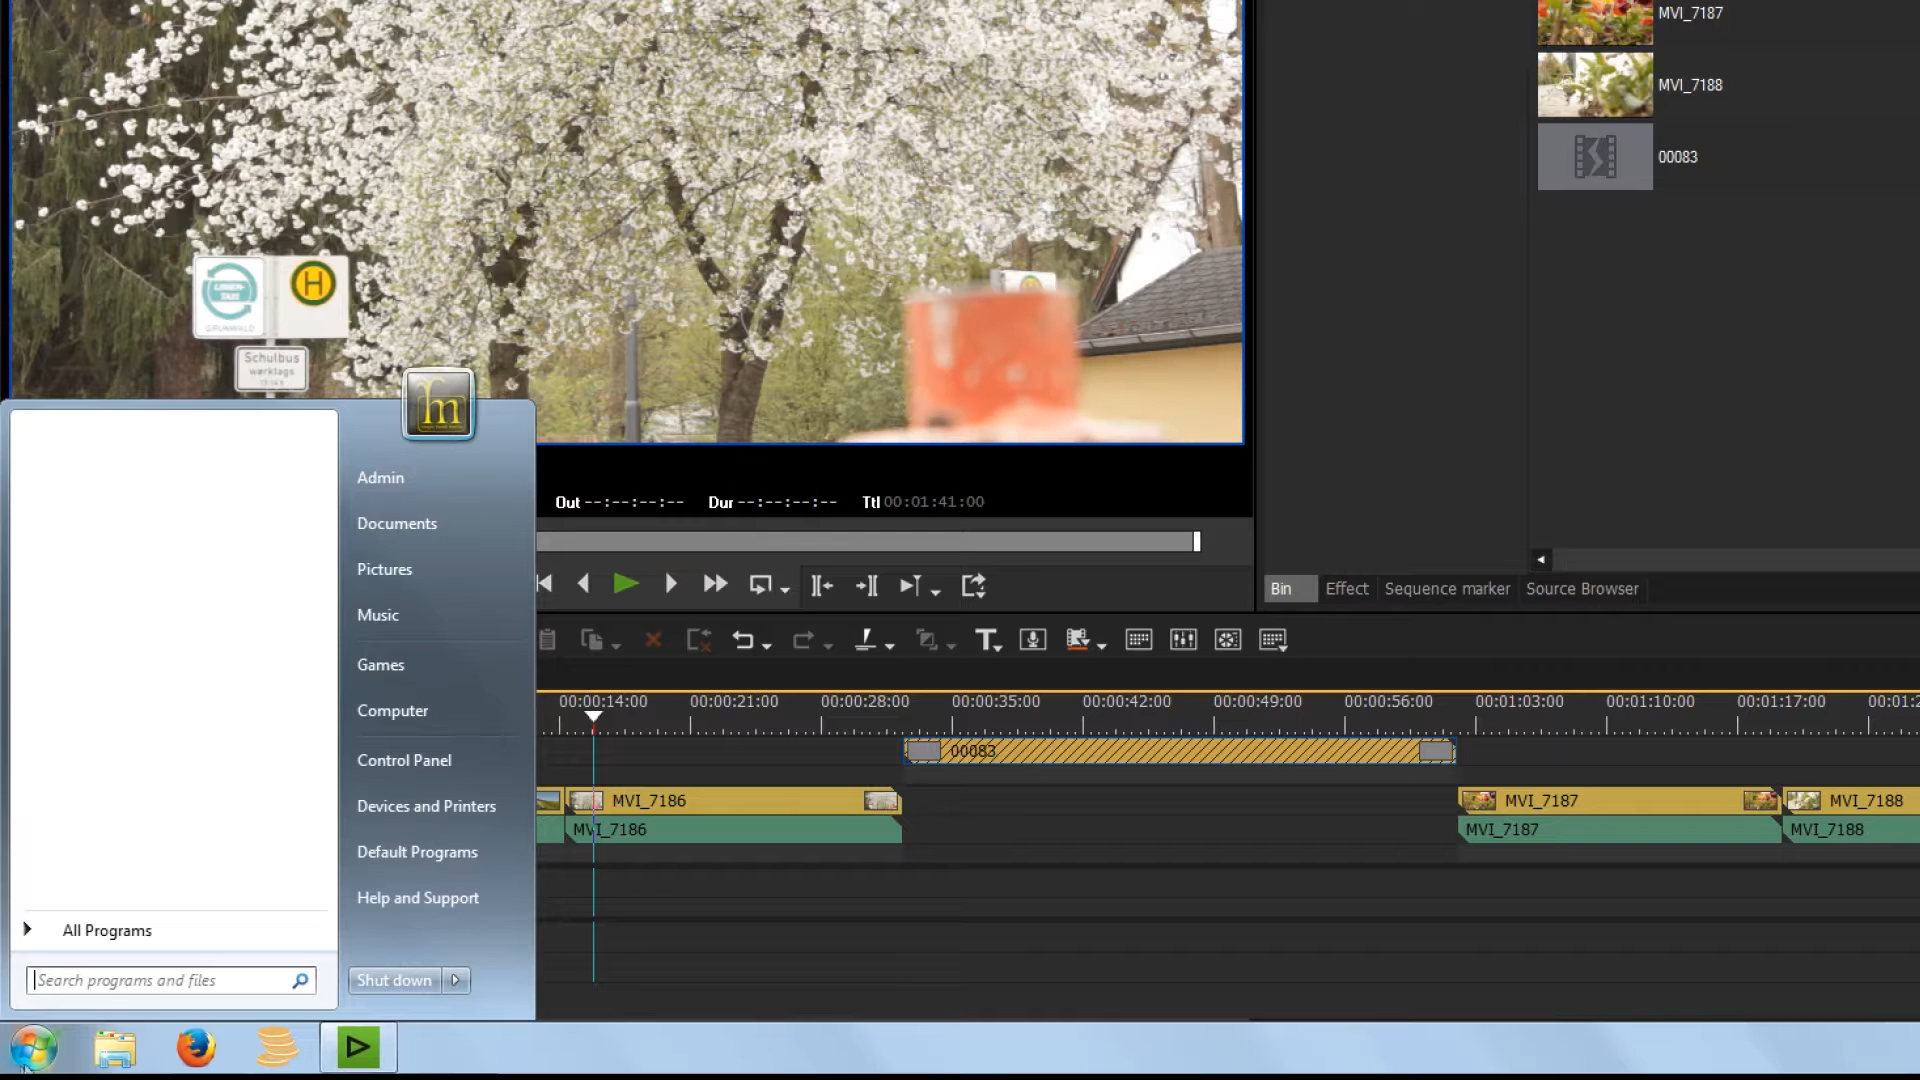 MVI_7187
MVI_7188
00083
LINIEN-
TAXI
GRÜNWALD
H
Schulbus
werktags
Admin
Documents
Pictures
Music
Games
Computer
Control Panel
Devices and Printers
Default Programs
Help and Support
All Programs
Search programs and files
Shut down
Out --:--:--:-- Dur --:--:--:-- Ttl 00:01:41:00
Bin Effect Sequence marker Source Browser
00:00:14:00 00:00:21:00 00:00:28:00 00:00:35:00 00:00:42:00 00:00:49:00 00:00:56:00 00:01:03:00 00:01:10:00 00:01:17:00 00:01:2
00083
MVI_7186 MVI_7187 MVI_7188
MVI_7186 MVI_7187 MVI_7188